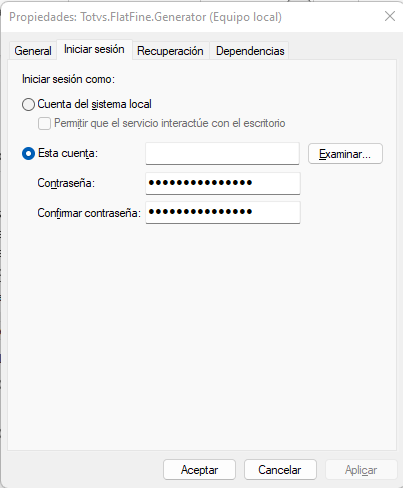 Propiedades: Totvs.FlatFine.Generator (Equipo local)
General Iniciar sesión Recuperación Dependencias
Iniciar sesión como:
Cuenta del sistema local
Permitir que el servicio interactúe con el escritorio
Esta cuenta: Examinar...
Contraseña: •••••••••••••••
Confirmar contraseña: •••••••••••••••
Aceptar Cancelar Aplicar